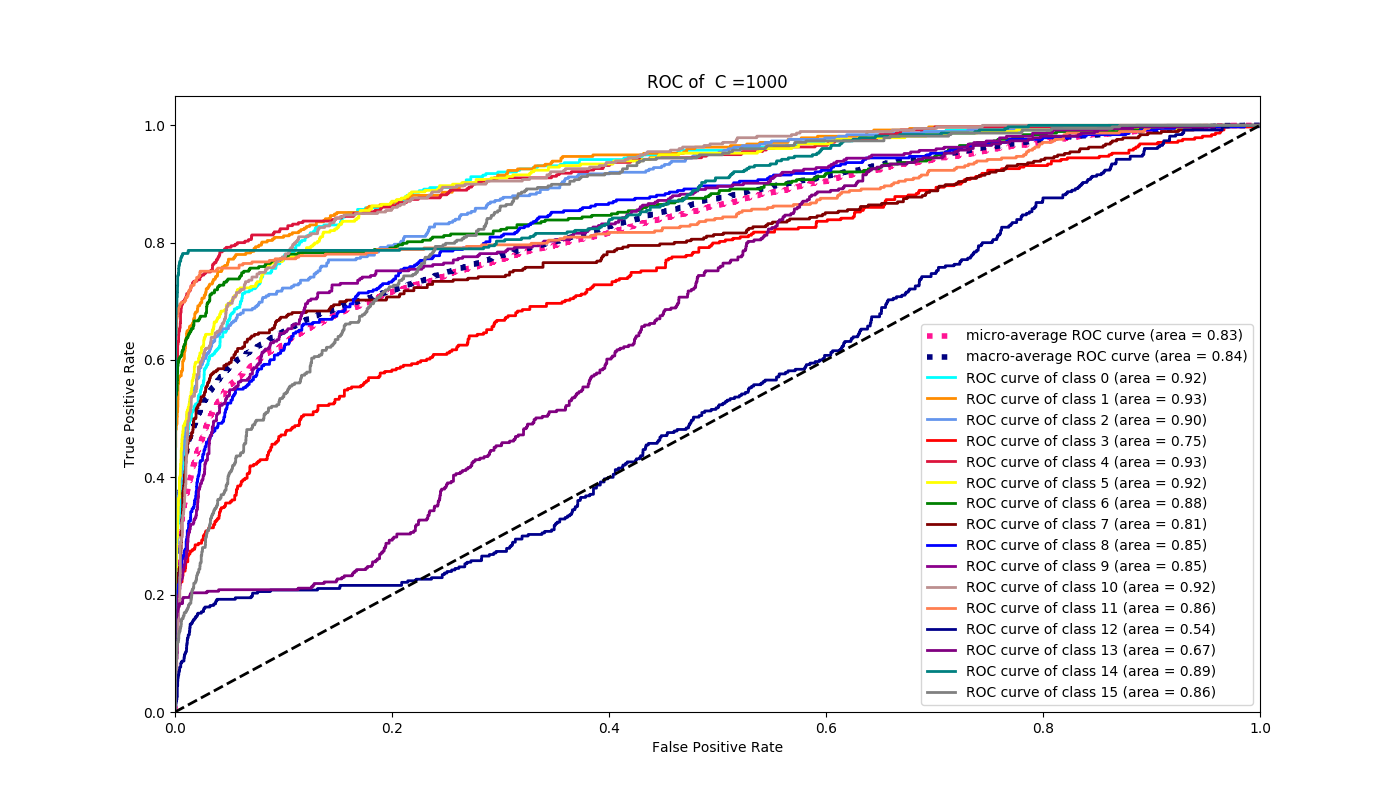 ROC of  C =1000
True Positive Rate
1.0
0.8
0.6
0.4
0.2
0.0
micro-average ROC curve (area = 0.83)
macro-average ROC curve (area = 0.84)
ROC curve of class 0 (area = 0.92)
ROC curve of class 1 (area = 0.93)
ROC curve of class 2 (area = 0.90)
ROC curve of class 3 (area = 0.75)
ROC curve of class 4 (area = 0.93)
ROC curve of class 5 (area = 0.92)
ROC curve of class 6 (area = 0.88)
ROC curve of class 7 (area = 0.81)
ROC curve of class 8 (area = 0.85)
ROC curve of class 9 (area = 0.85)
ROC curve of class 10 (area = 0.92)
ROC curve of class 11 (area = 0.86)
ROC curve of class 12 (area = 0.54)
ROC curve of class 13 (area = 0.67)
ROC curve of class 14 (area = 0.89)
ROC curve of class 15 (area = 0.86)
0.0 0.2 0.4 0.6 0.8 1.0
False Positive Rate